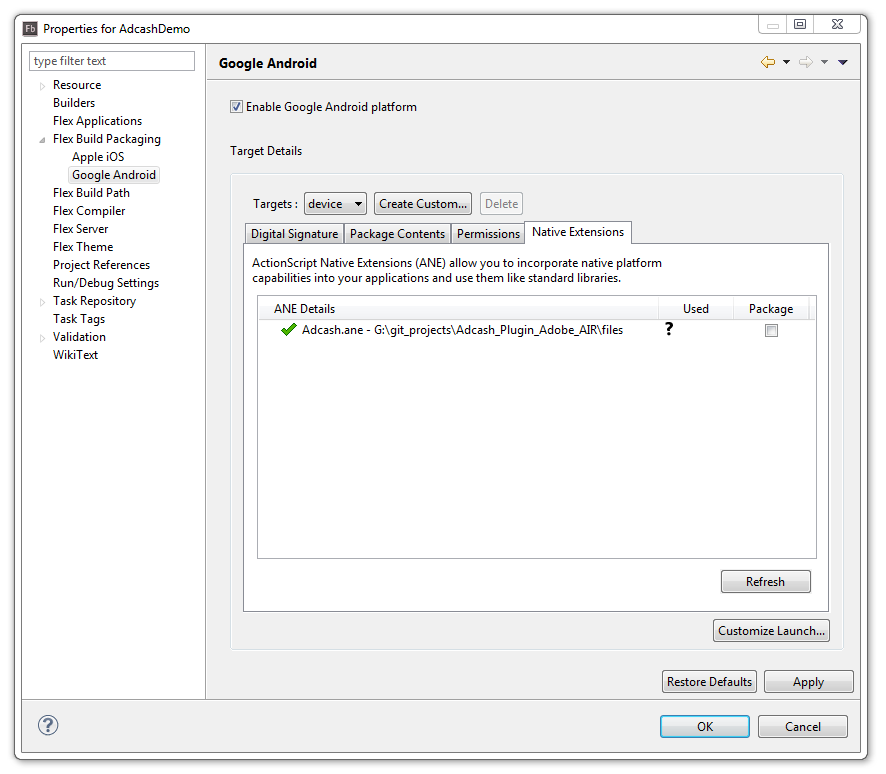 Fb Properties for AdcashDemo
type filter text
Resource
Builders
Flex Applications
Flex Build Packaging
Apple iOS
Google Android
Flex Build Path
Flex Compiler
Flex Server
Flex Theme
Project References
Run/Debug Settings
Task Repository
Task Tags
Validation
WikiText
Google Android
Enable Google Android platform
Target Details
Targets : device Create Custom... Delete
Digital Signature Package Contents Permissions Native Extensions
ActionScript Native Extensions (ANE) allow you to incorporate native platform
capabilities into your applications and use them like standard libraries.
ANE Details Used Package
Adcash.ane - G:\git_projects\Adcash_Plugin_Adobe_AIR\files ?
Refresh
Customize Launch...
Restore Defaults Apply
? OK Cancel